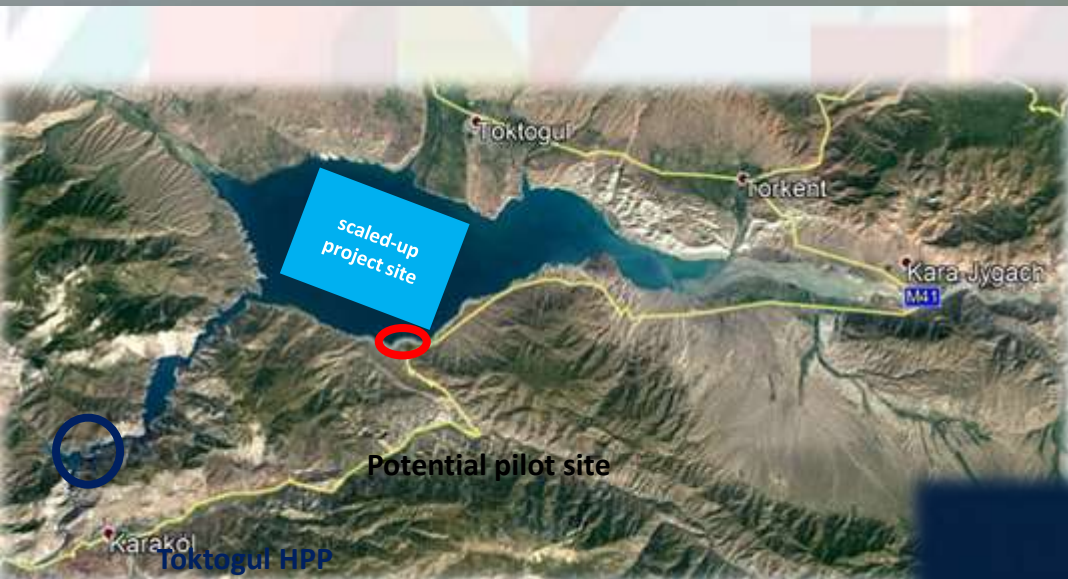 Toktogul
Torkent
scaled-up
project site
Kara Jygach
M41
Potential pilot site
Karakol
Toktogul HPP